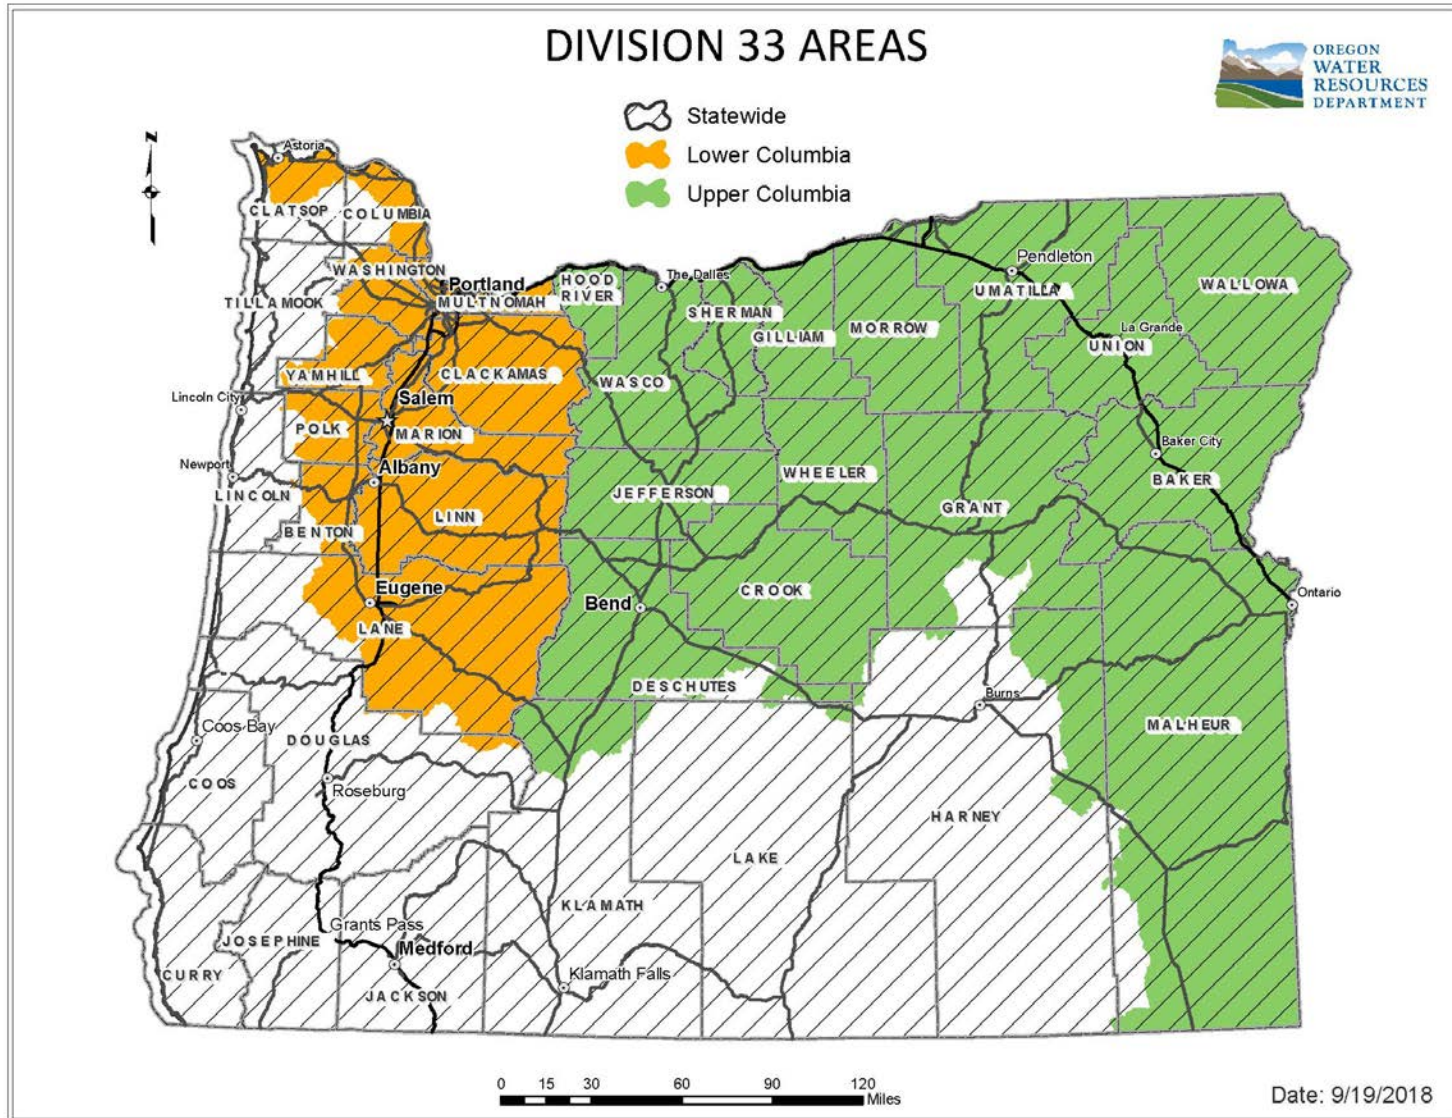 DIVISION 33 AREAS
OREGON
WATER
RESOURCES
DEPARTMENT
Statewide
Lower Columbia
Upper Columbia
N
Astoria
CLATSOP
COLUMBIA
WASHINGTON
Portland
MULTNOMAH
HOOD
RIVER
The Dalles
Pendleton
UMATILLA
WALLOWA
TILLAMOOK
SHERMAN
GILLIAM
MORROW
La Grande
UNION
YAMHILL
CLACKAMAS
WASCO
Lincoln City
Salem
POLK
MARION
Baker City
Newport
Albany
WHEELER
BAKER
LINCOLN
JEFFERSON
LINN
GRANT
BENTON
Eugene
Bend
CROOK
Ontario
LANE
DESCHUTES
Burns
Coos Bay
DOUGLAS
MALHEUR
COOS
Roseburg
HARNEY
LAKE
KLAMATH
Grants Pass
JOSEPHINE
Medford
CURRY
Klamath Falls
JACKSON
0 15 30 60 90 120
Miles
Date: 9/19/2018